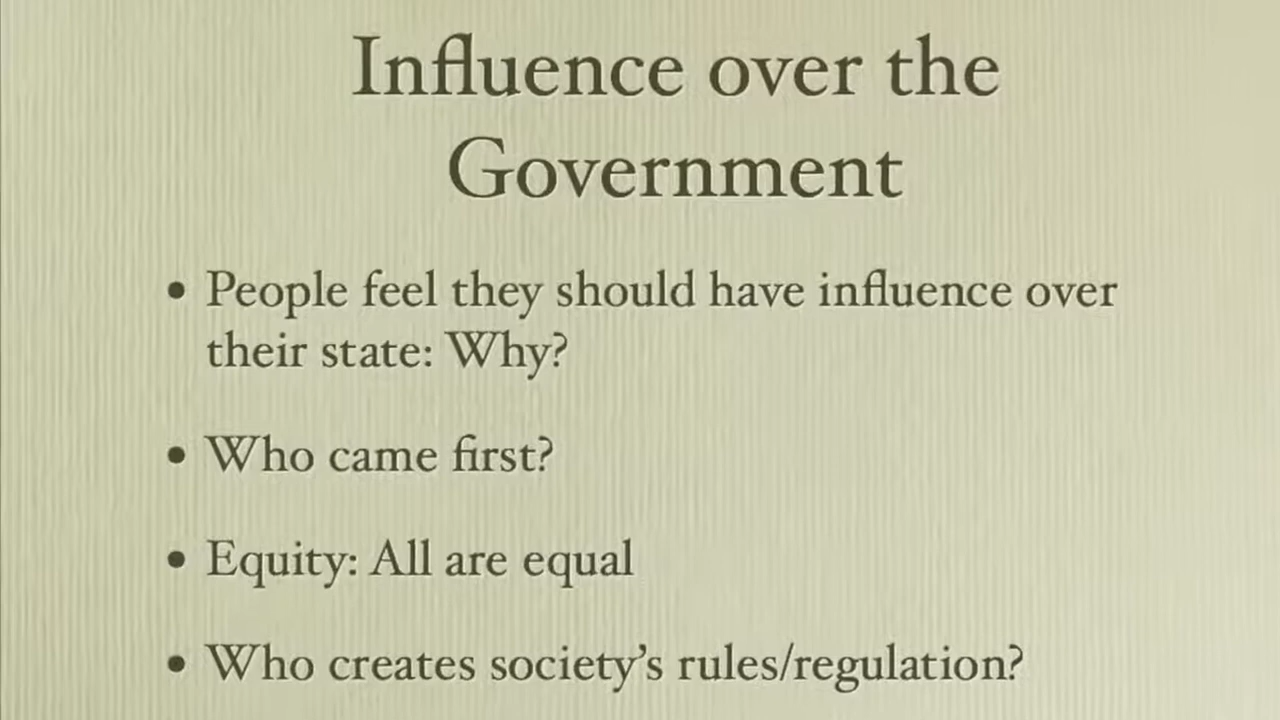 Influence over the
Government
• People feel they should have influence over
their state: Why?
• Who came first?
• Equity: All are equal
• Who creates society’s rules/regulation?